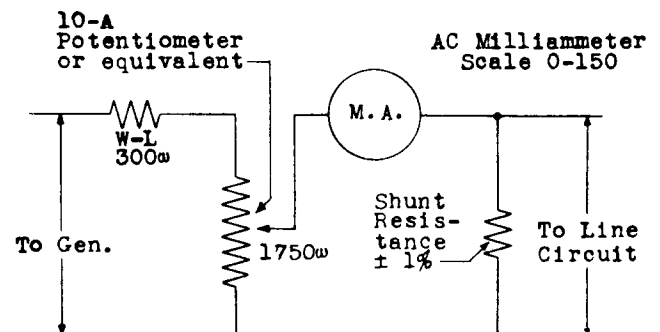 10-A
Potentiometer
or equivalent
AC Milliammeter
Scale 0-150
M.A.
W-L
300ω
To Gen.
1750ω
Shunt
Resis-
tance
± 1%
To Line
Circuit